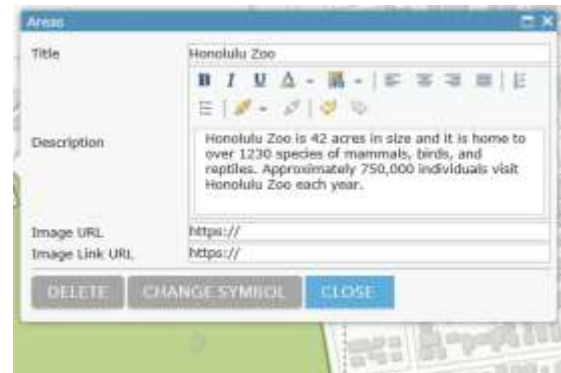 Areas
Title
Honolulu Zoo
B I U A
Description
Honolulu Zoo is 42 acres in size and it is home to
over 1230 species of mammals, birds, and
reptiles. Approximately 750,000 individuals visit
Honolulu Zoo each year.
Image URL
https://
Image Link URL
https://
DELETE CHANGE SYMBOL CLOSE